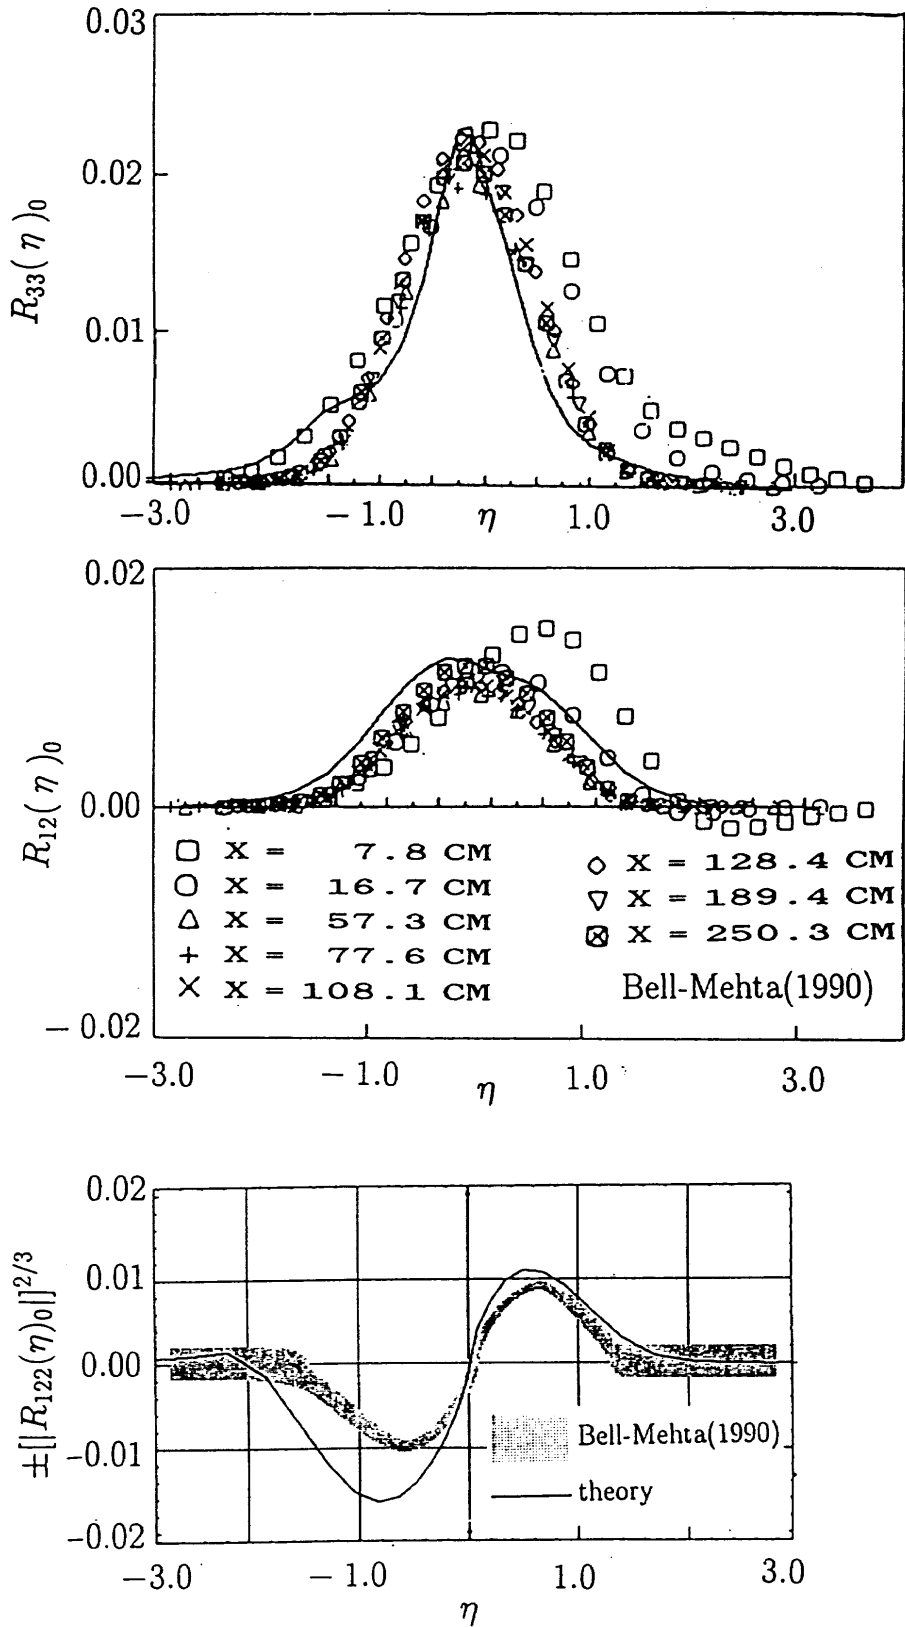 0.03
0.02
0.01
0.00
R₃₃( η )₀
−3.0 − 1.0 η 1.0 3.0
0.02
0.00
− 0.02
R₁₂( η )₀
□ X = 7.8 CM
○ X = 16.7 CM
△ X = 57.3 CM
+ X = 77.6 CM
× X = 108.1 CM
◇ X = 128.4 CM
▽ X = 189.4 CM
⊠ X = 250.3 CM
Bell-Mehta(1990)
−3.0 − 1.0 η 1.0 3.0
0.02
0.01
0.00
−0.01
−0.02
±[|R₁₂₂(η)₀|]²ᐟ³
Bell-Mehta(1990)
theory
−3.0 − 1.0 1.0 3.0
η